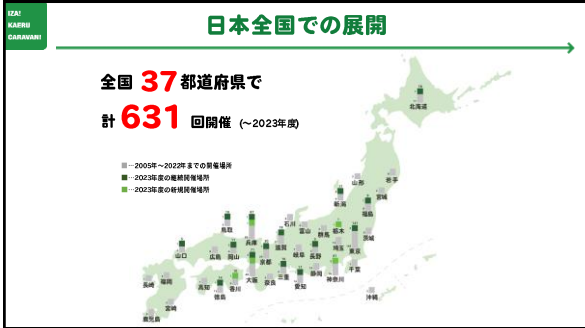 IZA!
KAERU
CARAVAN!
日本全国での展開
全国 37 都道府県で
計 631 回開催 (〜2023年度)
…2005年〜2022年までの開催場所
…2023年度の継続開催場所
…2023年度の新規開催場所
北海道
岩手
山形
宮城
新潟
福島
石川
富山
群馬
栃木
茨城
鳥取
兵庫
滋賀
埼玉
東京
山口
広島
岡山
京都
岐阜
長野
千葉
長崎
福岡
高知
香川
大阪
奈良
三重
愛知
静岡
神奈川
徳島
宮崎
沖縄
鹿児島